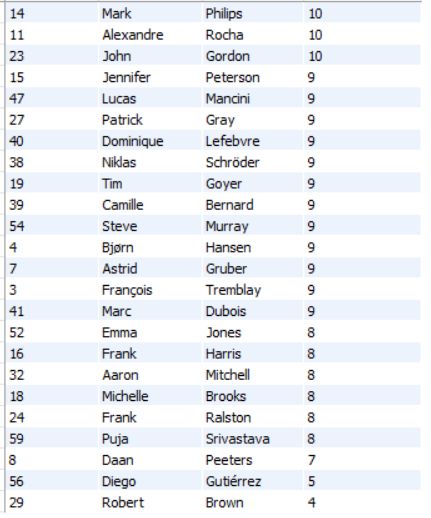 14 Mark Philips 10
11 Alexandre Rocha 10
23 John Gordon 10
15 Jennifer Peterson 9
47 Lucas Mancini 9
27 Patrick Gray 9
40 Dominique Lefebvre 9
38 Niklas Schröder 9
19 Tim Goyer 9
39 Camille Bernard 9
54 Steve Murray 9
4 Bjørn Hansen 9
7 Astrid Gruber 9
3 François Tremblay 9
41 Marc Dubois 9
52 Emma Jones 8
16 Frank Harris 8
32 Aaron Mitchell 8
18 Michelle Brooks 8
24 Frank Ralston 8
59 Puja Srivastava 8
8 Daan Peeters 7
56 Diego Gutiérrez 5
29 Robert Brown 4